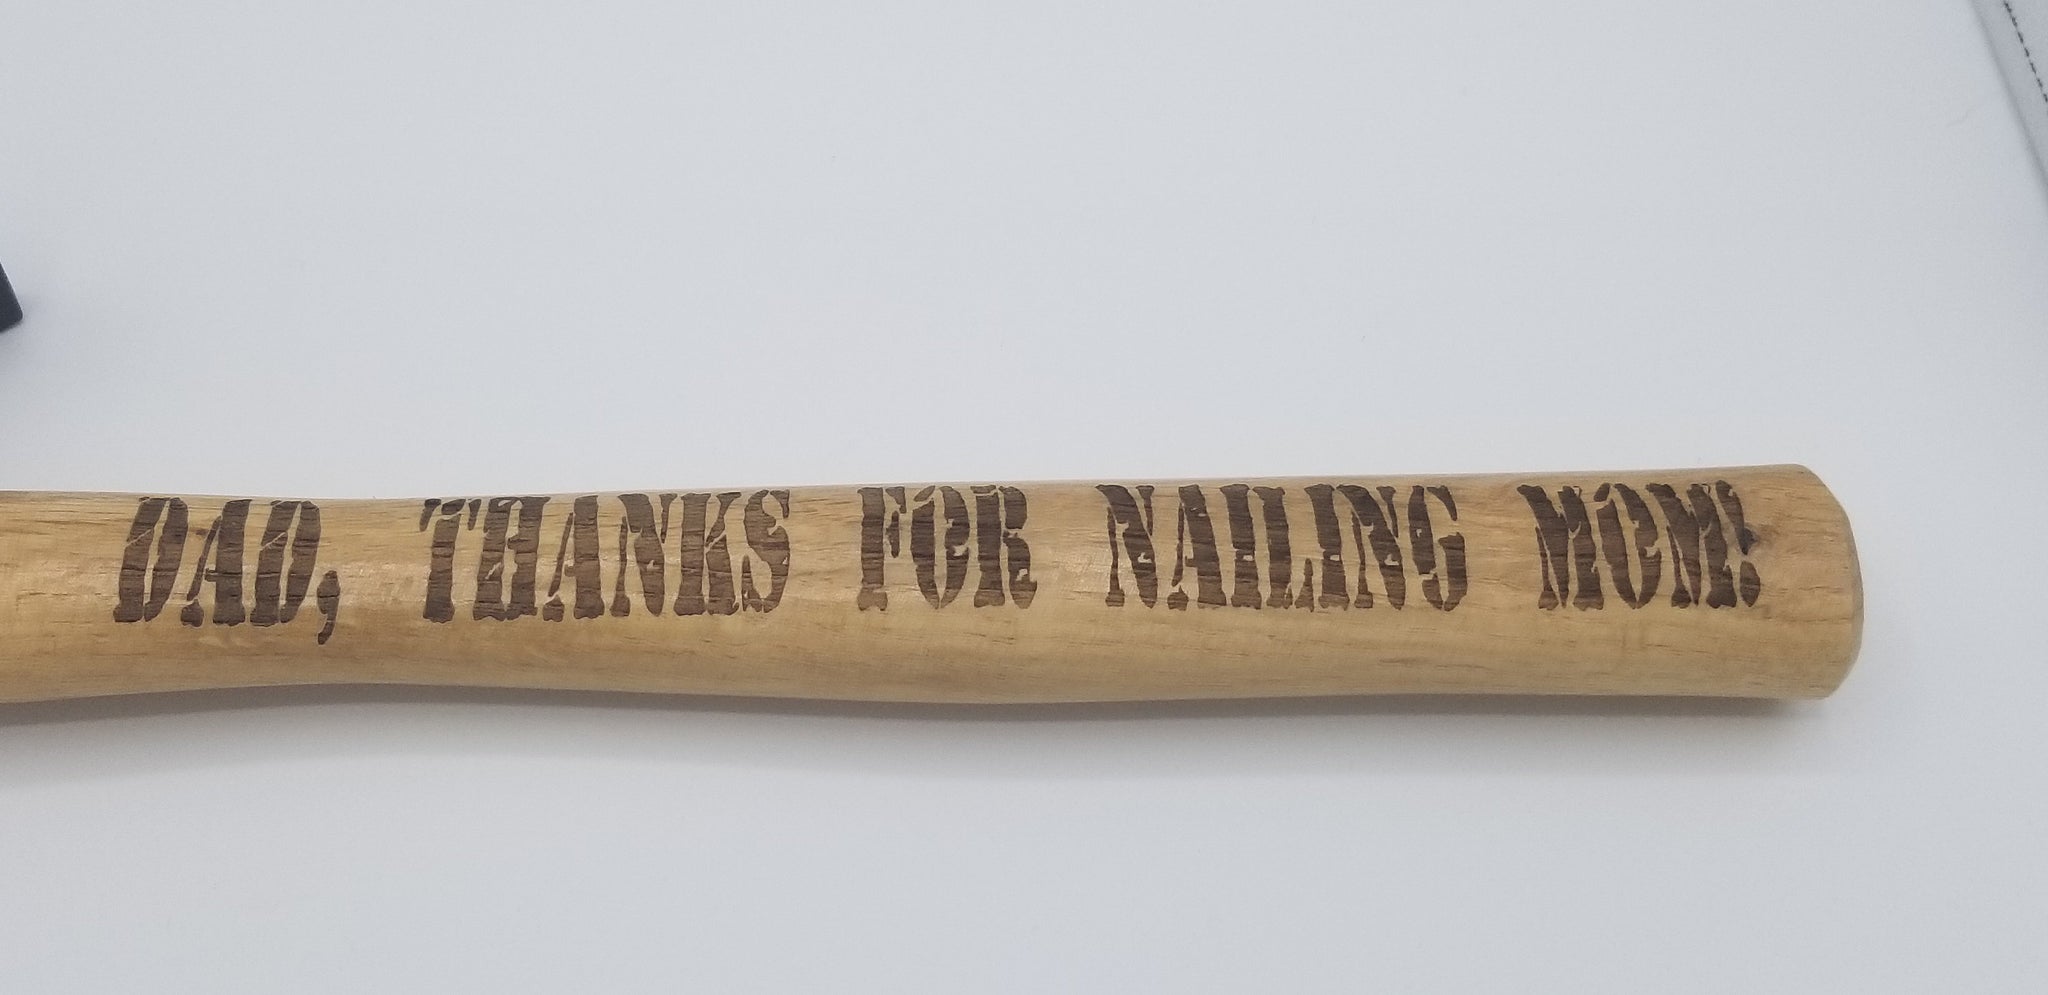 DAD, THANKS FOR NAILING MOM!